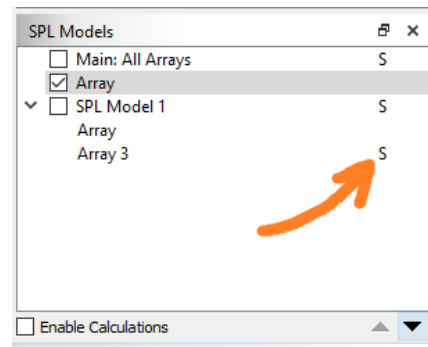 SPL Models
Main: All Arrays S
Array
SPL Model 1 S
Array
Array 3 S
Enable Calculations